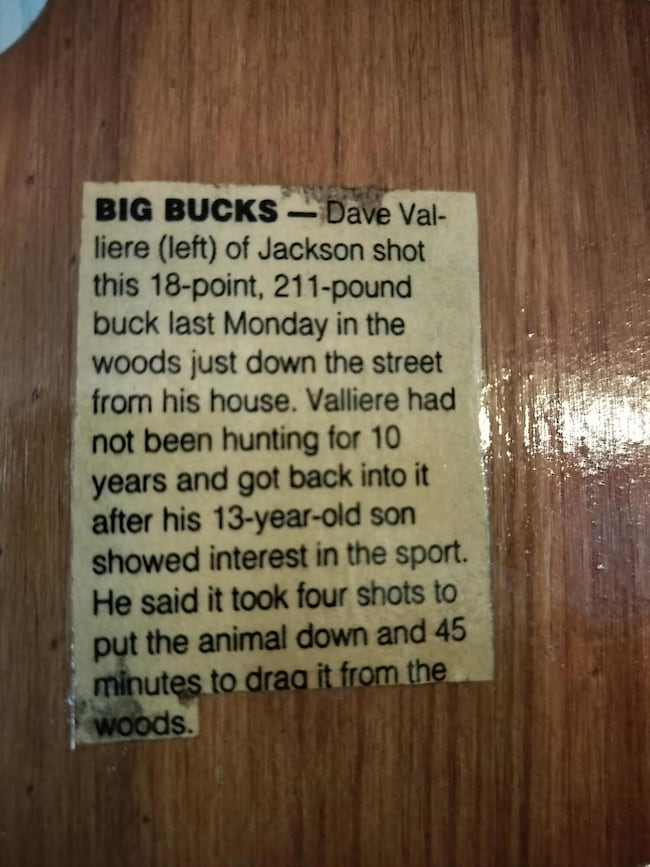 BIG BUCKS — Dave Val-
liere (left) of Jackson shot
this 18-point, 211-pound
buck last Monday in the
woods just down the street
from his house. Valliere had
not been hunting for 10
years and got back into it
after his 13-year-old son
showed interest in the sport.
He said it took four shots to
put the animal down and 45
minutes to drag it from the
woods.